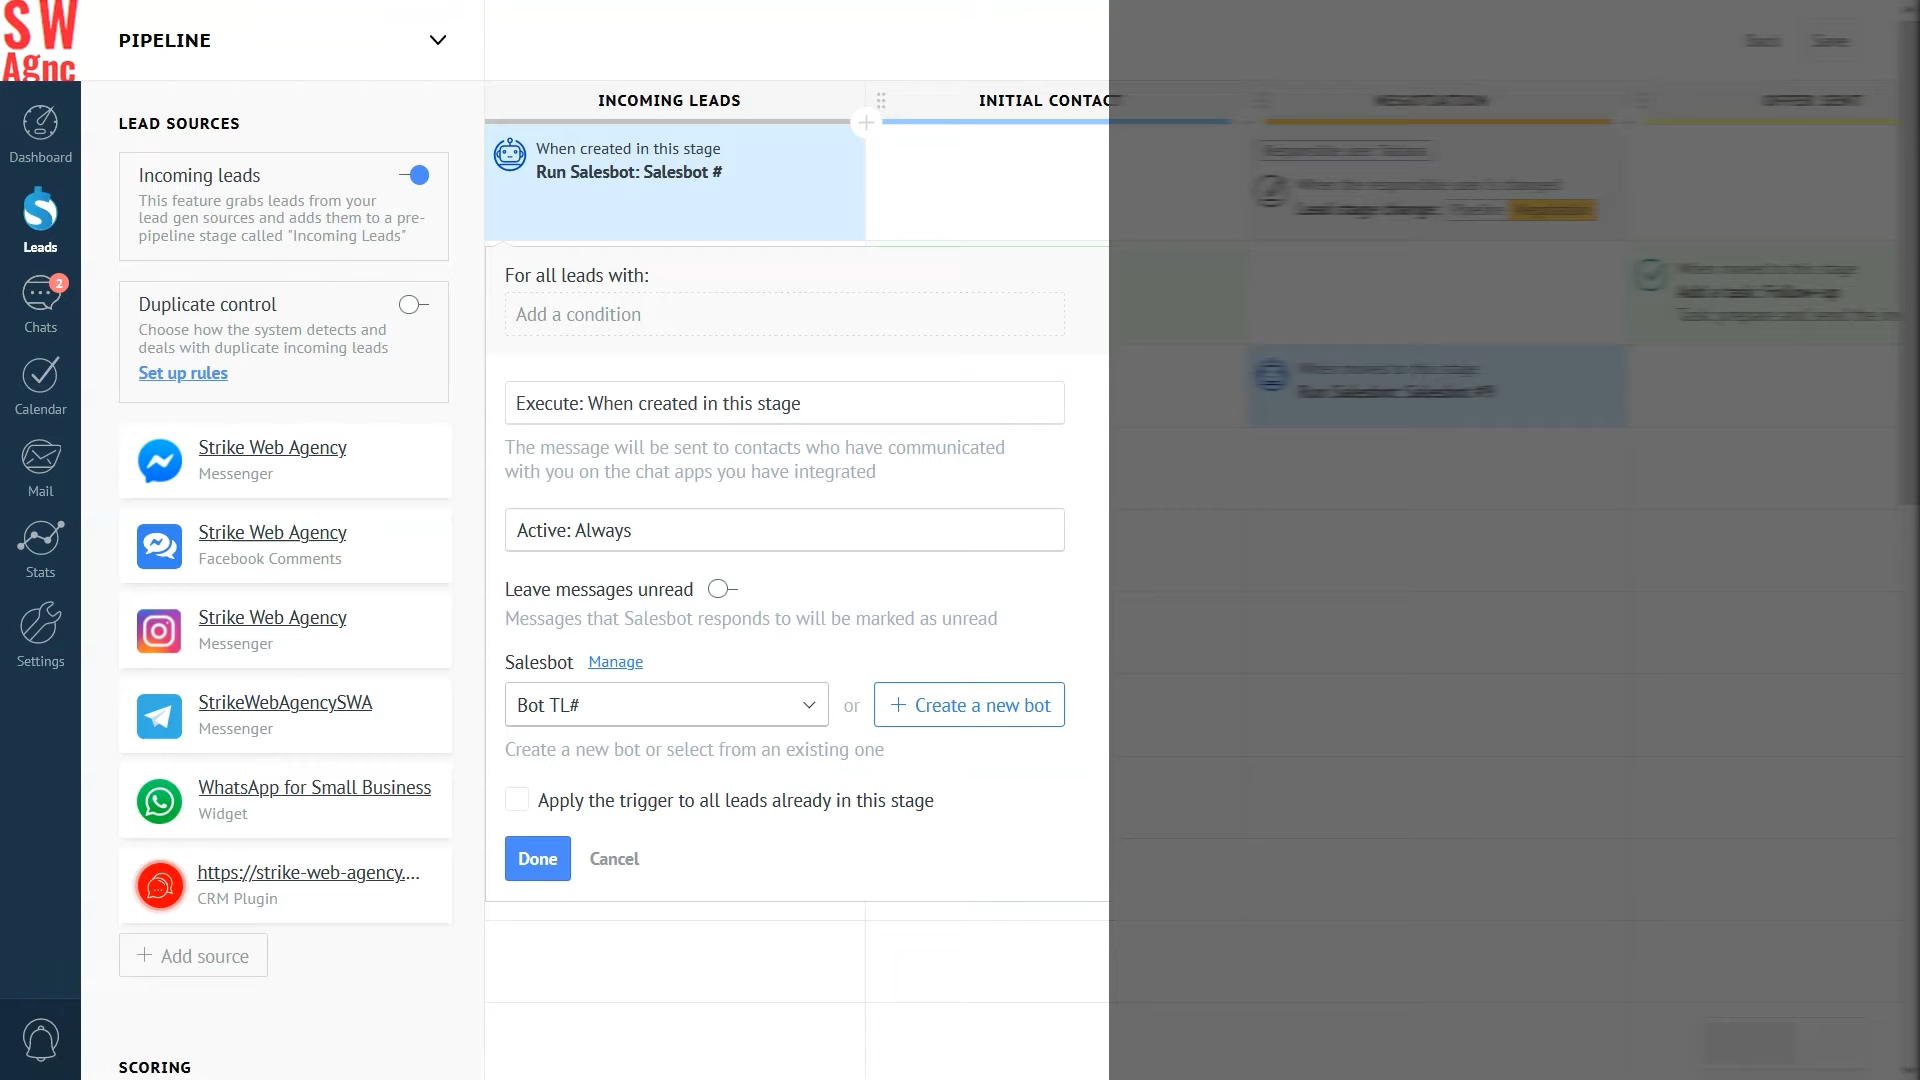 SW
Agnc
PIPELINE
Dashboard
Leads
2
Chats
Calendar
Mail
Stats
Settings
LEAD SOURCES
Incoming leads
This feature grabs leads from your
lead gen sources and adds them to a pre-
pipeline stage called "Incoming Leads"
Duplicate control
Choose how the system detects and
deals with duplicate incoming leads
Set up rules
Strike Web Agency
Messenger
Strike Web Agency
Facebook Comments
Strike Web Agency
Messenger
StrikeWebAgencySWA
Messenger
WhatsApp for Small Business
Widget
https://strike-web-agency....
CRM Plugin
+ Add source
SCORING
INCOMING LEADS
INITIAL CONTAC
When created in this stage
Run Salesbot: Salesbot #
For all leads with:
Add a condition
Execute: When created in this stage
The message will be sent to contacts who have communicated
with you on the chat apps you have integrated
Active: Always
Leave messages unread
Messages that Salesbot responds to will be marked as unread
Salesbot Manage
Bot TL# or + Create a new bot
Create a new bot or select from an existing one
Apply the trigger to all leads already in this stage
Done Cancel